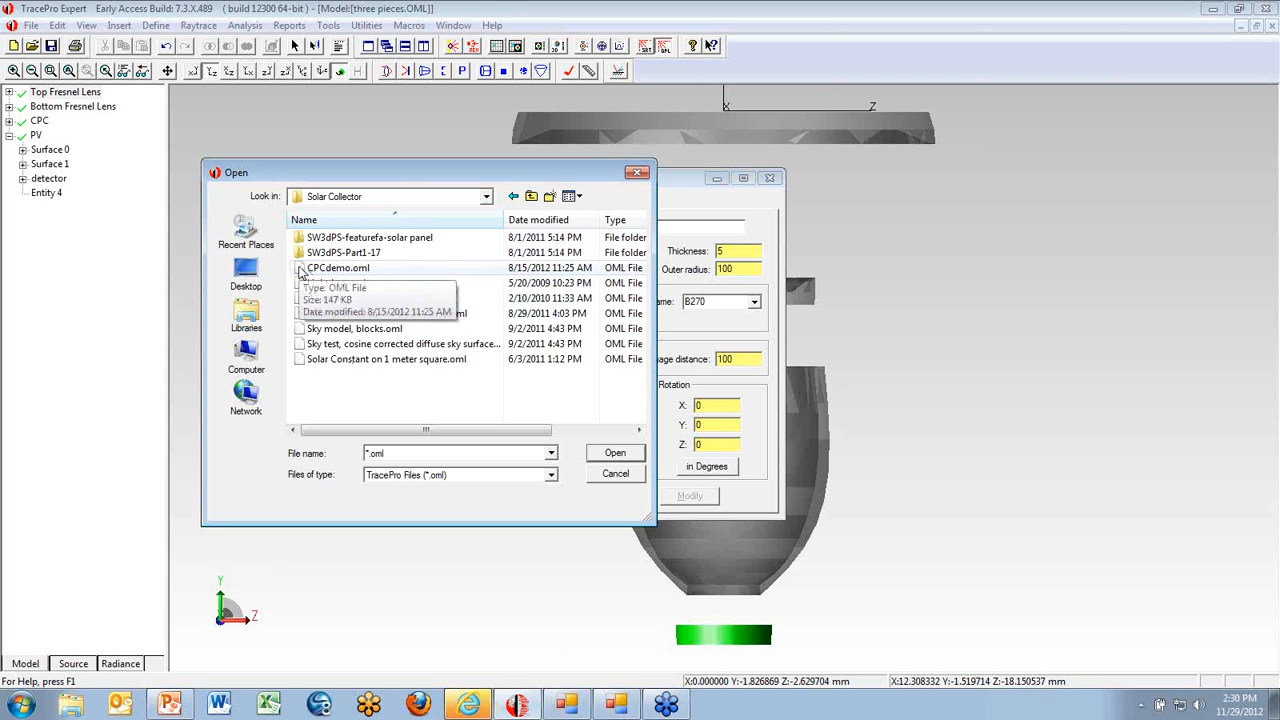 TracePro Expert Early Access Build: 7.3.X.489 ( build 12300 64-bit ) - [Model:[three pieces.OML]]
File Edit View Insert Define Raytrace Analysis Reports Tools Utilities Macros Window Help
Top Fresnel Lens
Bottom Fresnel Lens
CPC
PV
Surface 0
Surface 1
detector
Entity 4
X Z
Open
Look in: Solar Collector
Name Date modified Type
SW3dPS-featurefa-solar panel 8/1/2011 5:14 PM File folder
SW3dPS-Part1-17 8/1/2011 5:14 PM File folder
CPCdemo.oml 8/15/2012 11:25 AM OML File
5/20/2009 10:23 PM OML File
2/10/2010 11:33 AM OML File
ml 8/29/2011 4:03 PM OML File
Sky model, blocks.oml 9/2/2011 4:43 PM OML File
Sky test, cosine corrected diffuse sky surface... 9/2/2011 4:43 PM OML File
Solar Constant on 1 meter square.oml 6/3/2011 1:12 PM OML File
Type: OML File
Size: 147 KB
Date modified: 8/15/2012 11:25 AM
Recent Places
Desktop
Libraries
Computer
Network
File name: *.oml Open
Files of type: TracePro Files (*.oml) Cancel
Thickness: 5
Outer radius: 100
ame: B270
mage distance: 100
Rotation
X: 0
Y: 0
Z: 0
in Degrees
Modify
Y
Z
Model Source Radiance
For Help, press F1
X:0.000000 Y:-1.826869 Z:-2.629704 mm
X:12.308332 Y:-1.519714 Z:-18.150537 mm
2:30 PM
11/29/2012